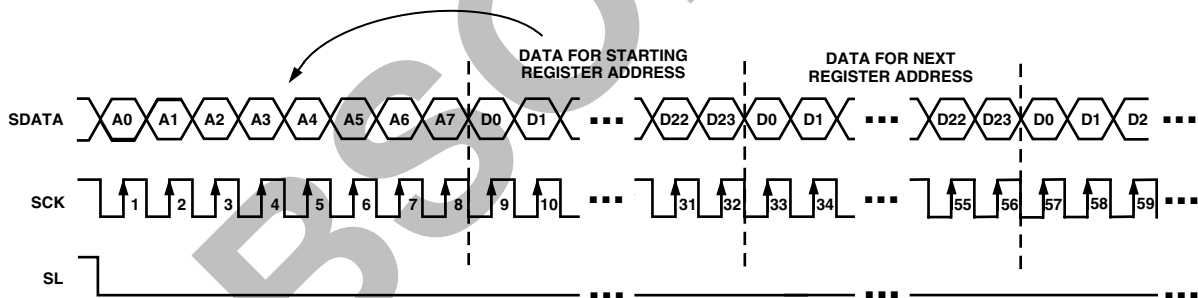 DATA FOR STARTING
REGISTER ADDRESS
DATA FOR NEXT
REGISTER ADDRESS
SDATA A0 A1 A2 A3 A4 A5 A6 A7 D0 D1 ... D22 D23 D0 D1 ... D22 D23 D0 D1 D2 ...
SCK 1 2 3 4 5 6 7 8 9 10 ... 31 32 33 34 ... 55 56 57 58 59 ...
SL ... ...